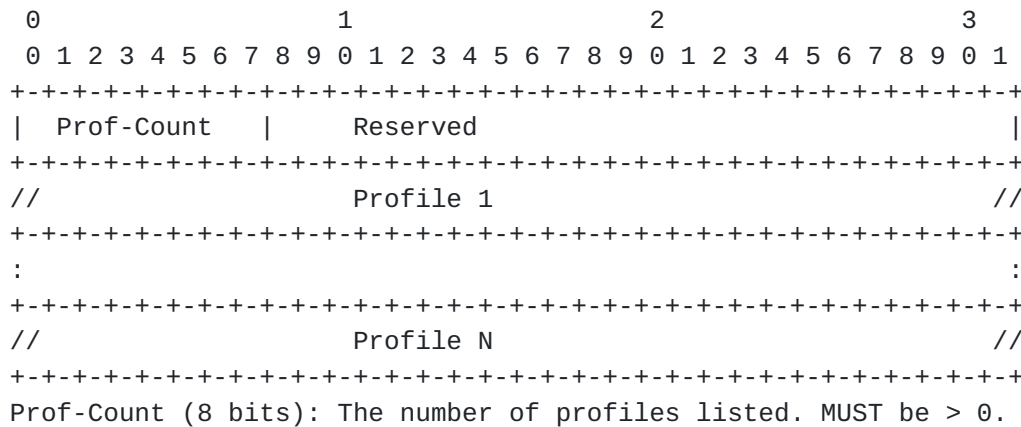 0                   1                   2                   3
 0 1 2 3 4 5 6 7 8 9 0 1 2 3 4 5 6 7 8 9 0 1 2 3 4 5 6 7 8 9 0 1
+-+-+-+-+-+-+-+-+-+-+-+-+-+-+-+-+-+-+-+-+-+-+-+-+-+-+-+-+-+-+-+-+
|  Prof-Count   |     Reserved                                  |
+-+-+-+-+-+-+-+-+-+-+-+-+-+-+-+-+-+-+-+-+-+-+-+-+-+-+-+-+-+-+-+-+
//                    Profile 1                                //
+-+-+-+-+-+-+-+-+-+-+-+-+-+-+-+-+-+-+-+-+-+-+-+-+-+-+-+-+-+-+-+-+
:                                                               :
+-+-+-+-+-+-+-+-+-+-+-+-+-+-+-+-+-+-+-+-+-+-+-+-+-+-+-+-+-+-+-+-+
//                    Profile N                                //
+-+-+-+-+-+-+-+-+-+-+-+-+-+-+-+-+-+-+-+-+-+-+-+-+-+-+-+-+-+-+-+-+
Prof-Count (8 bits): The number of profiles listed. MUST be > 0.